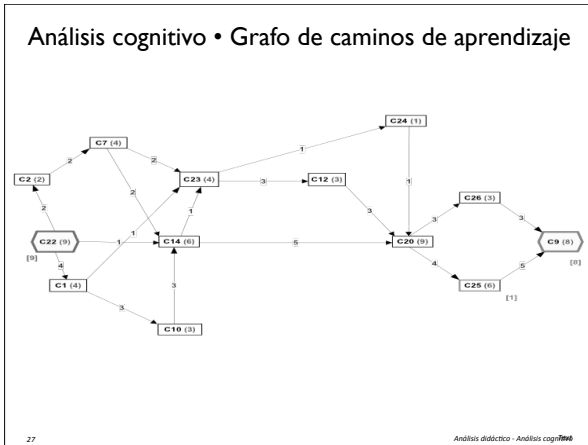 Análisis cognitivo • Grafo de caminos de aprendizaje
C24 (1)
1
C7 (4)
2
2
C2 (2)
C23 (4)
3
C12 (3)
1
2
2
1
1
3
C26 (3)
3
3
C22 (9)
1
C14 (6)
5
C20 (9)
C9 (8)
[9]
4
4
[8]
C1 (4)
3
C25 (6)
5
[1]
3
C10 (3)
27
Análisis didáctico - Análisis